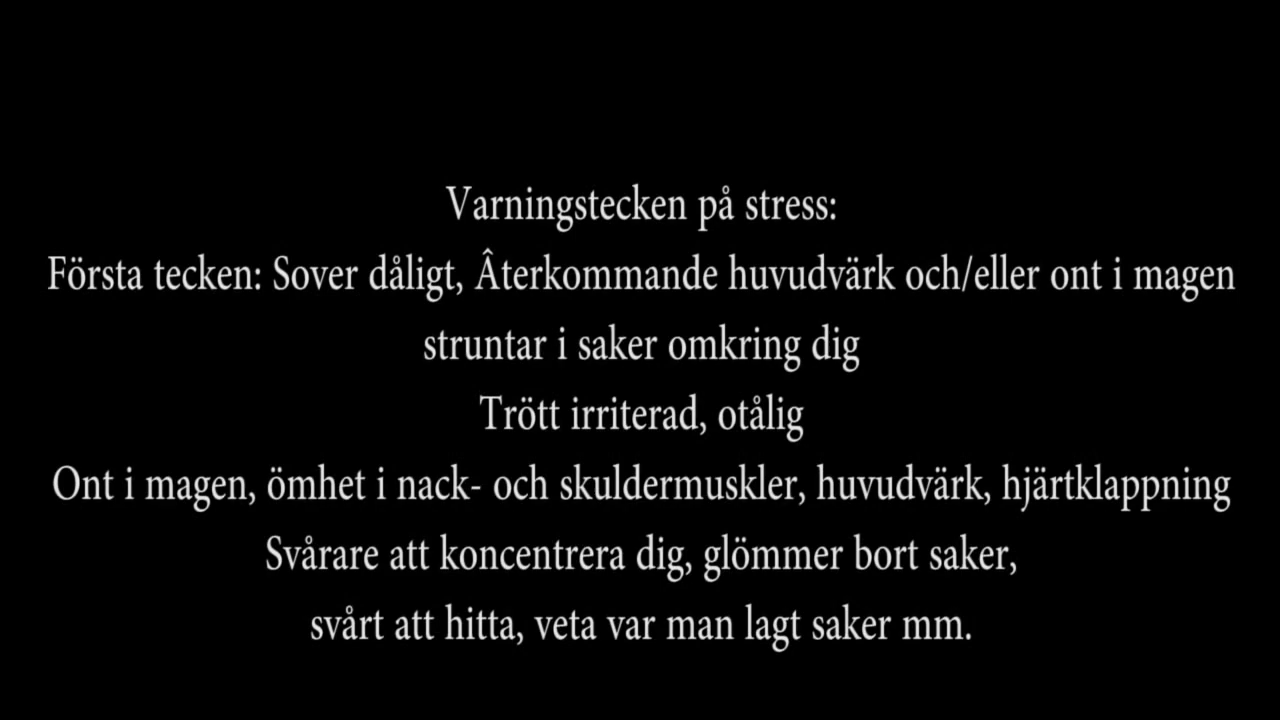 Varningstecken på stress:
Första tecken: Sover dåligt, Âterkommande huvudvärk och/eller ont i magen
struntar i saker omkring dig
Trött irriterad, otålig
Ont i magen, ömhet i nack- och skuldermuskler, huvudvärk, hjärtklappning
Svårare att koncentrera dig, glömmer bort saker,
svårt att hitta, veta var man lagt saker mm.